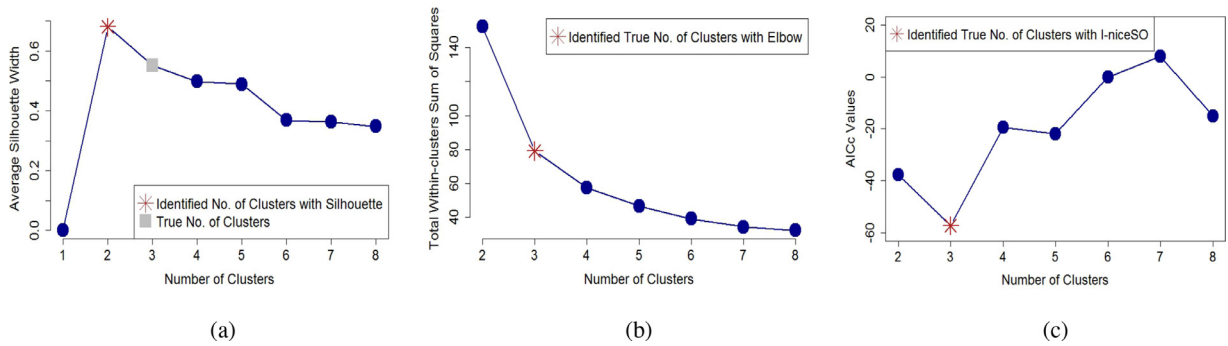 Average Silhouette Width
0.0 0.2 0.4 0.6
Identified No. of Clusters with Silhouette
True No. of Clusters
1 2 3 4 5 6 7 8
Number of Clusters
(a)
Total Within-clusters Sum of Squares
40 60 80 100 140
Identified True No. of Clusters with Elbow
2 3 4 5 6 7 8
Number of Clusters
(b)
AICc Values
-60 -40 -20 0 20
Identified True No. of Clusters with I-niceSO
2 3 4 5 6 7 8
Number of Clusters
(c)